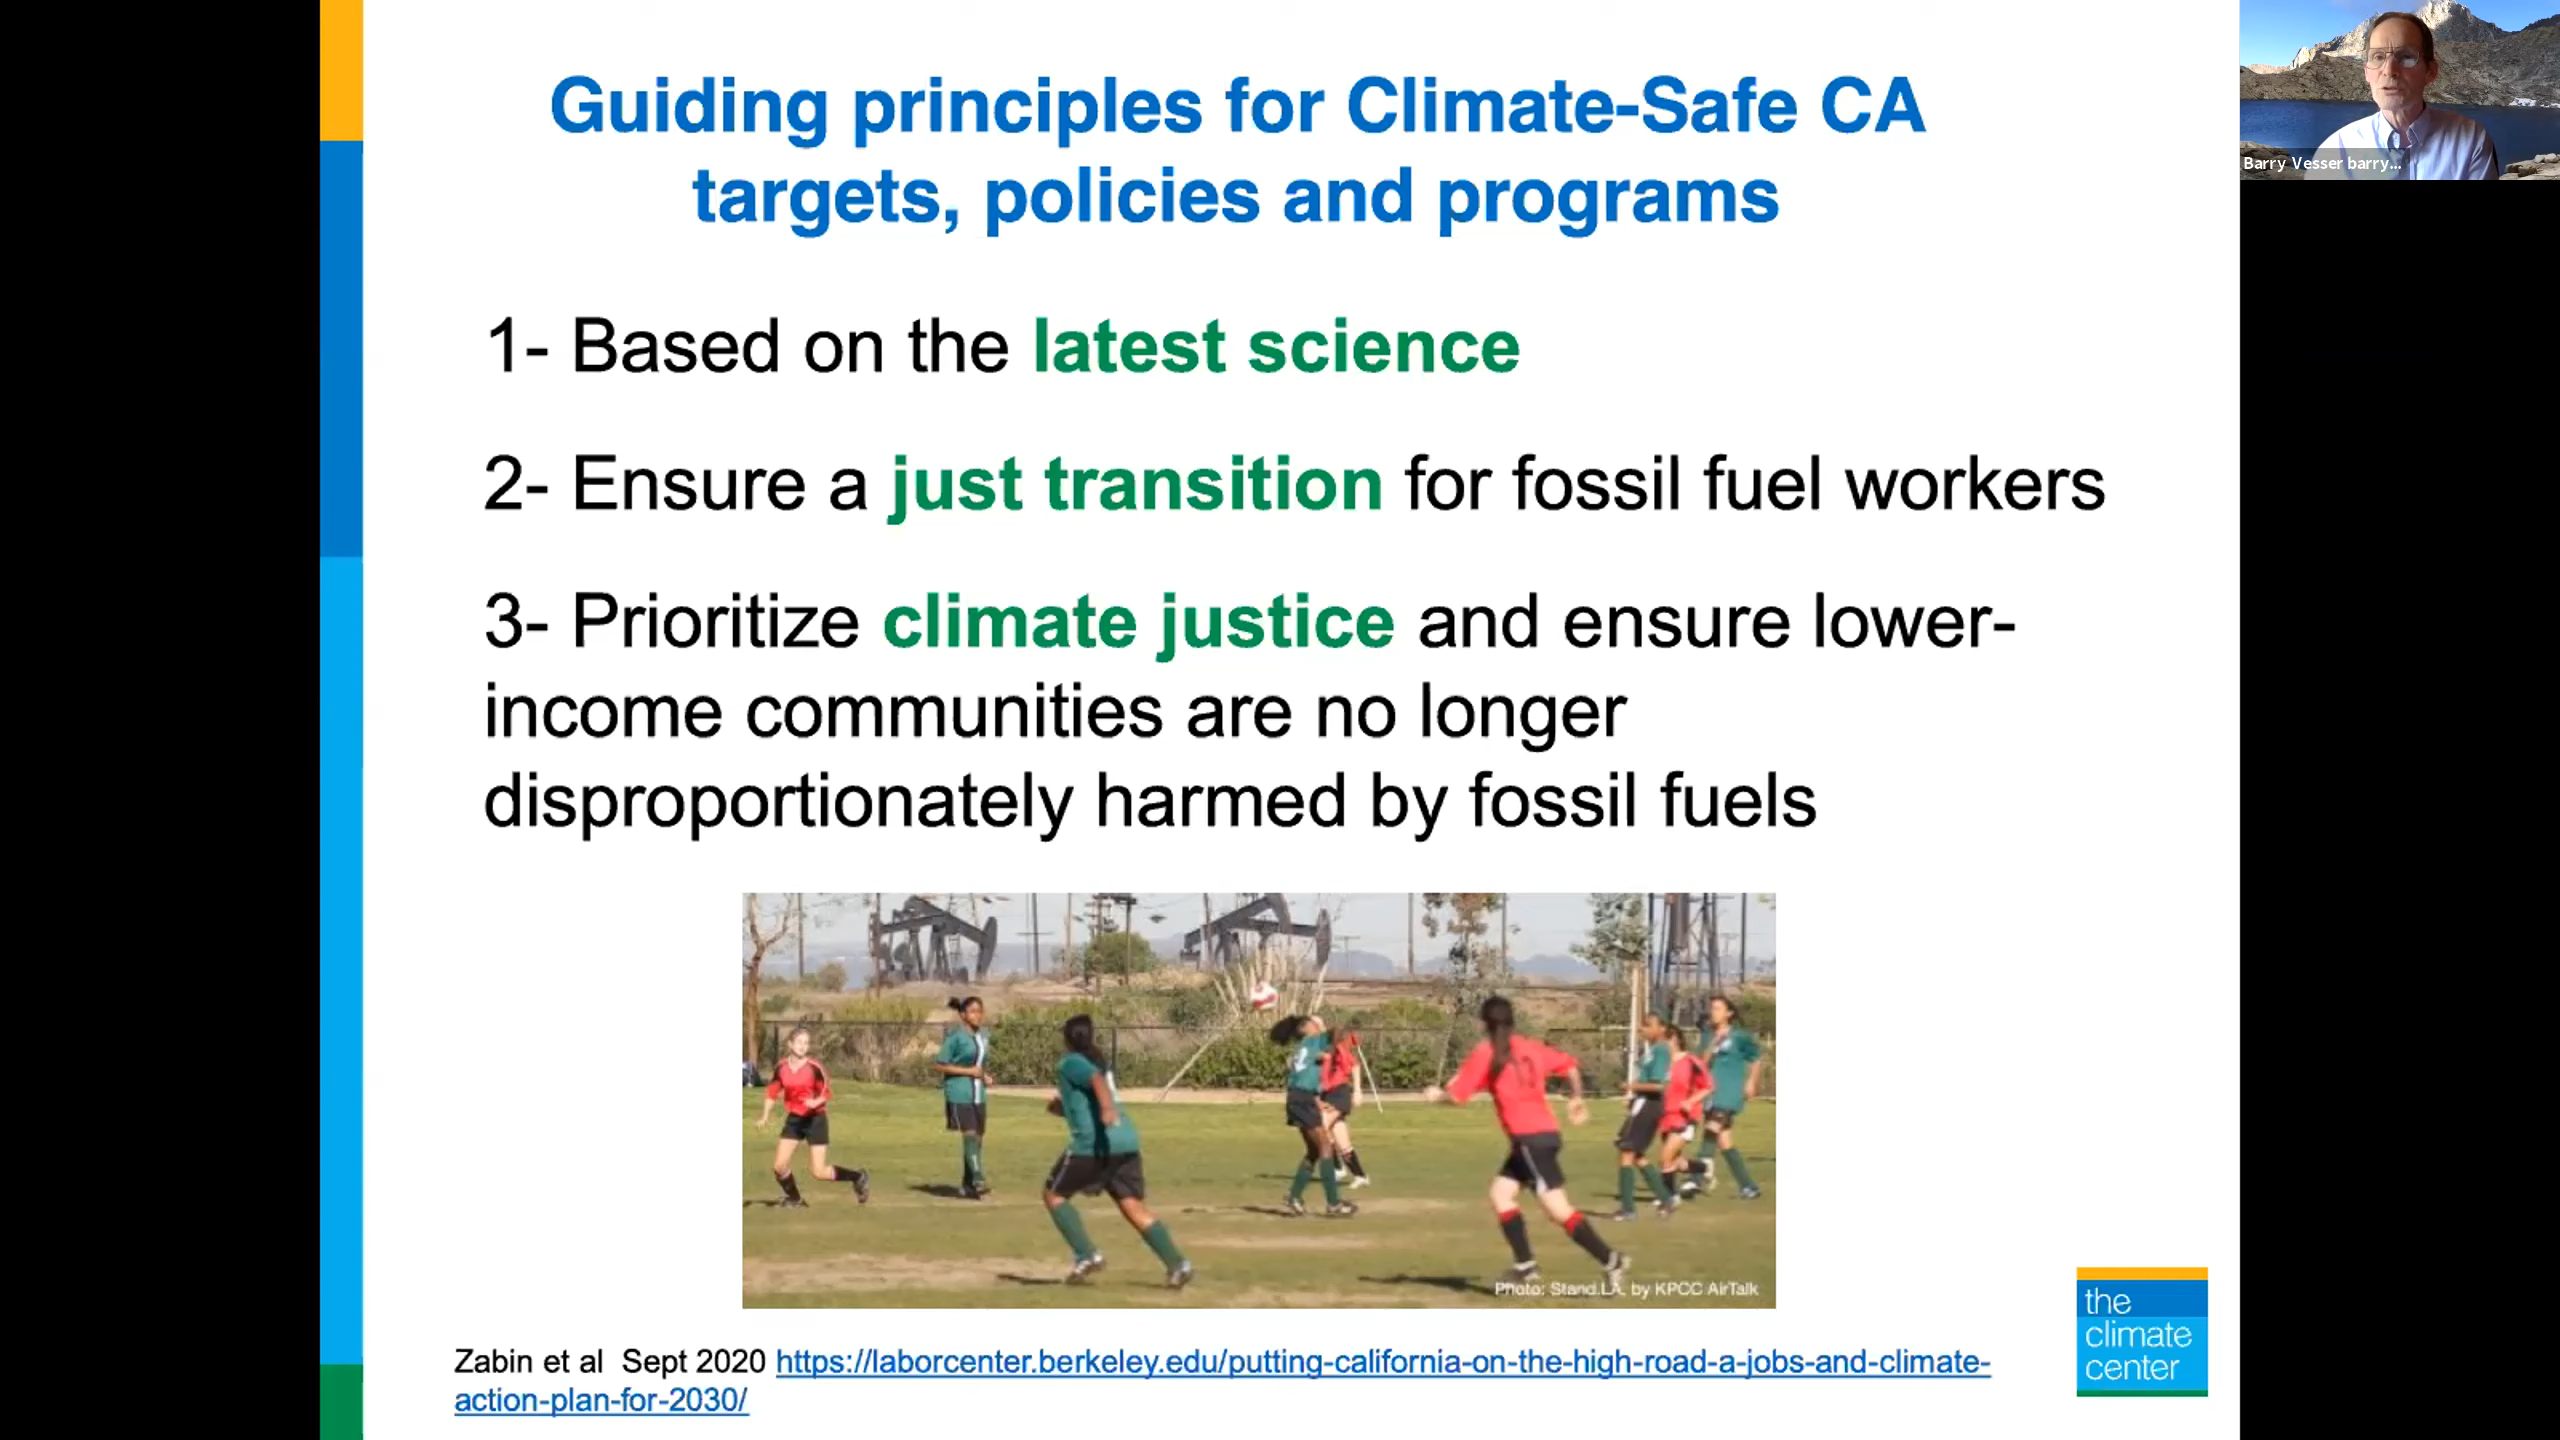 Guiding principles for Climate-Safe CA
targets, policies and programs
Barry Vesser barry...
1- Based on the latest science
2- Ensure a just transition for fossil fuel workers
3- Prioritize climate justice and ensure lower-
income communities are no longer
disproportionately harmed by fossil fuels
Photo: Stand.LA, by KPCC AirTalk
the
climate
center
Zabin et al  Sept 2020 https://laborcenter.berkeley.edu/putting-california-on-the-high-road-a-jobs-and-climate-
action-plan-for-2030/